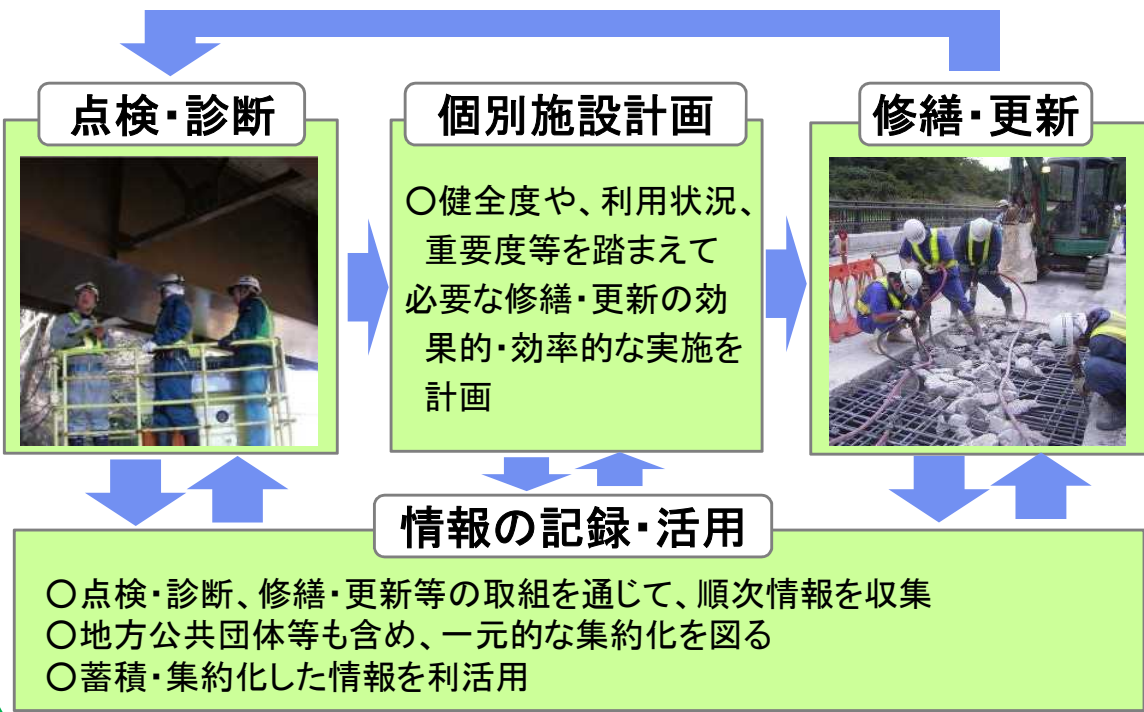 点検・診断
個別施設計画
修繕・更新
〇健全度や、利用状況、
重要度等を踏まえて
必要な修繕・更新の効
果的・効率的な実施を
計画
情報の記録・活用
〇点検・診断、修繕・更新等の取組を通じて、順次情報を収集
〇地方公共団体等も含め、一元的な集約化を図る
〇蓄積・集約化した情報を利活用